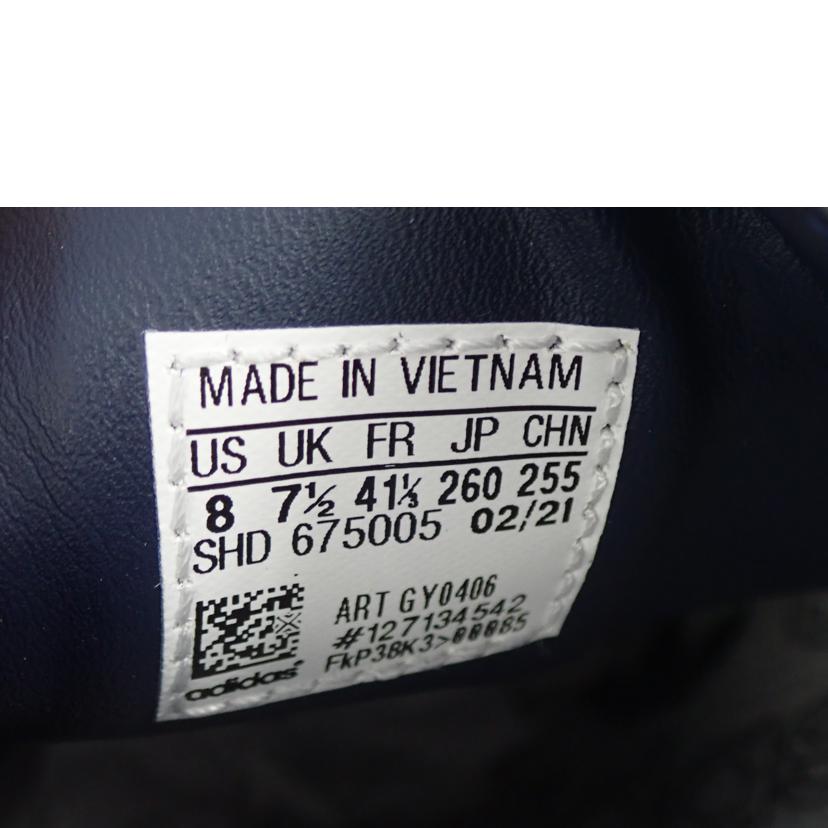 MADE IN VIETNAM
US UK FR JP CHN
8 7½ 41⅓ 260 255
SHD 675005 02/21
ART GY0406
#127134542
FkP38K3>00085
adidas